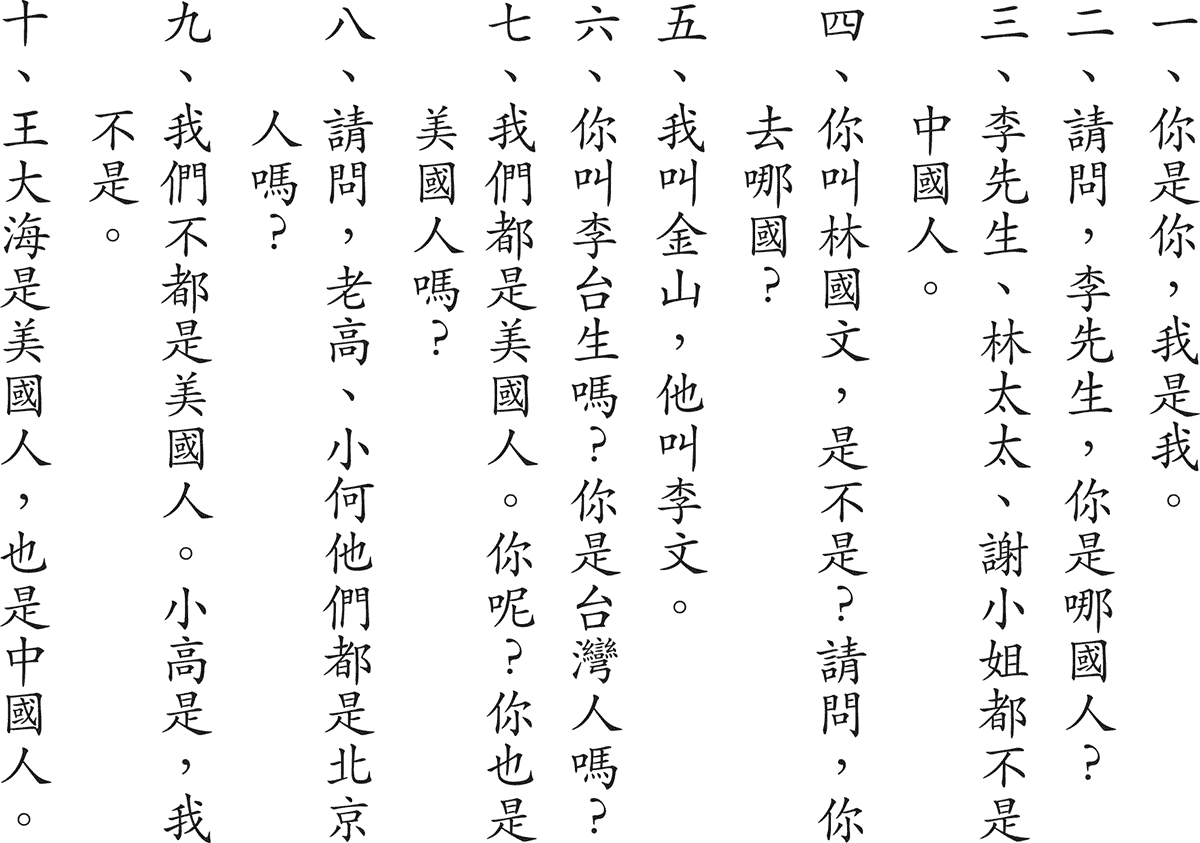 一、你是你，我是我。
二、請問，李先生，你是哪國人？
三、李先生、林太太、謝小姐都不是
中國人。
四、你叫林國文，是不是？請問，你
去哪國？
五、我叫金山，他叫李文。
六、你叫李台生嗎？你是台灣人嗎？
七、我們都是美國人。你呢？你也是
美國人嗎？
八、請問，老高、小何他們都是北京
人嗎？
九、我們不都是美國人。小高是，我
不是。
十、王大海是美國人，也是中國人。